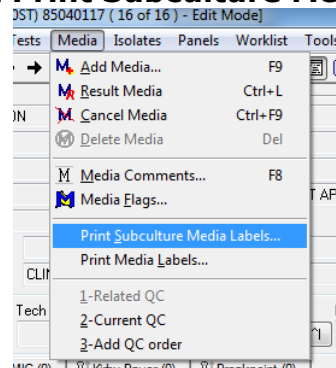 OST) 85040117 ( 16 of 16 ) - Edit Mode]
Tests Media Isolates Panels Worklist Tools
Add Media... F9
Result Media Ctrl+L
Cancel Media Ctrl+F9
Delete Media Del
Media Comments... F8
Media Flags...
Print Subculture Media Labels...
Print Media Labels...
1-Related QC
2-Current QC
3-Add QC order
ON
T AP
CLIN
Tech